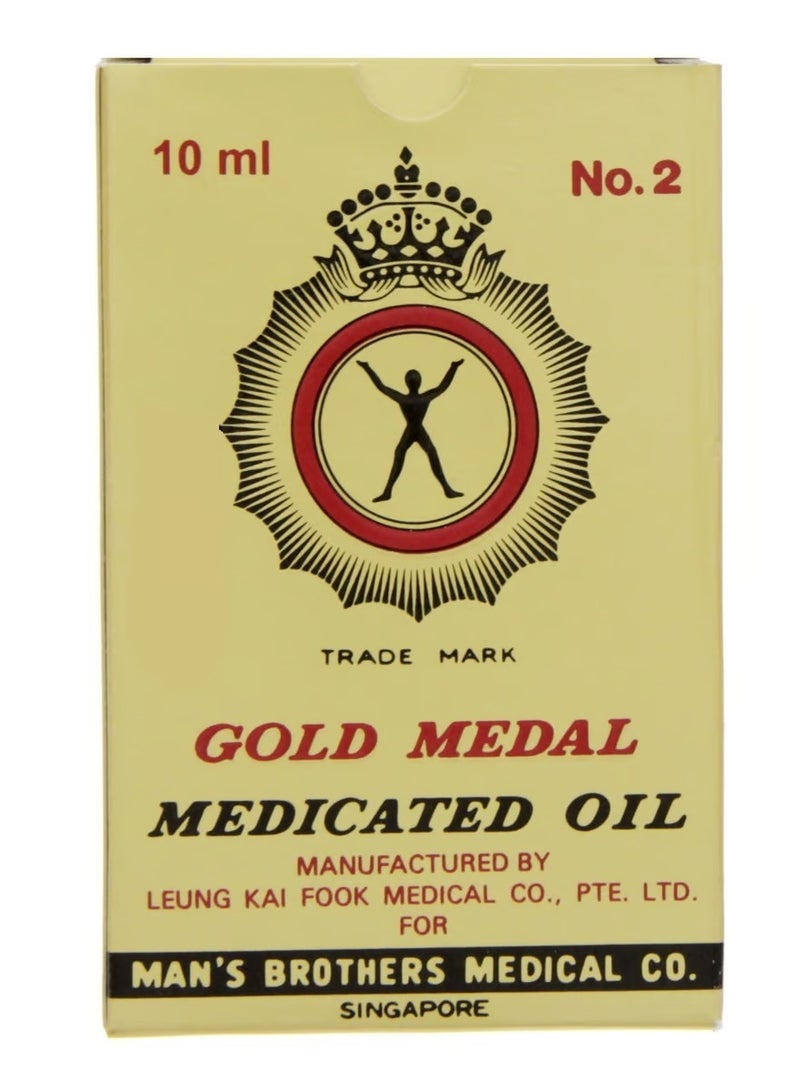 10 ml
No. 2
TRADE MARK
GOLD MEDAL
MEDICATED OIL
MANUFACTURED BY
LEUNG KAI FOOK MEDICAL CO., PTE. LTD.
FOR
MAN'S BROTHERS MEDICAL CO.
SINGAPORE